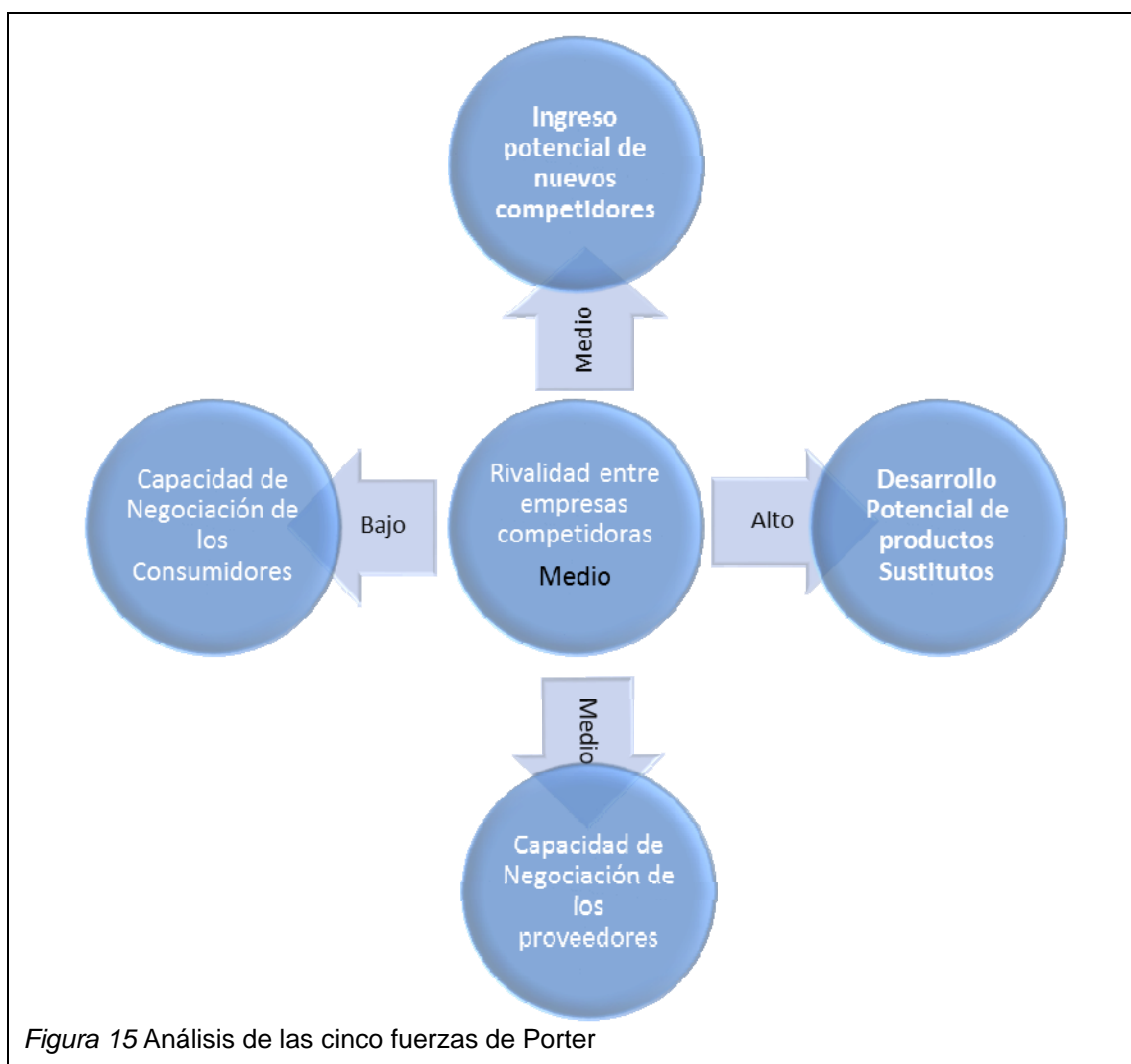 Ingreso
potencial de
nuevos
competidores
Medio
Capacidad de
Negociación de
los
Consumidores
Bajo
Rivalidad entre
empresas
competidoras
Medio
Alto
Desarrollo
Potencial de
productos
Sustitutos
Medio
Capacidad de
Negociación de
los
proveedores
Figura 15 Análisis de las cinco fuerzas de Porter